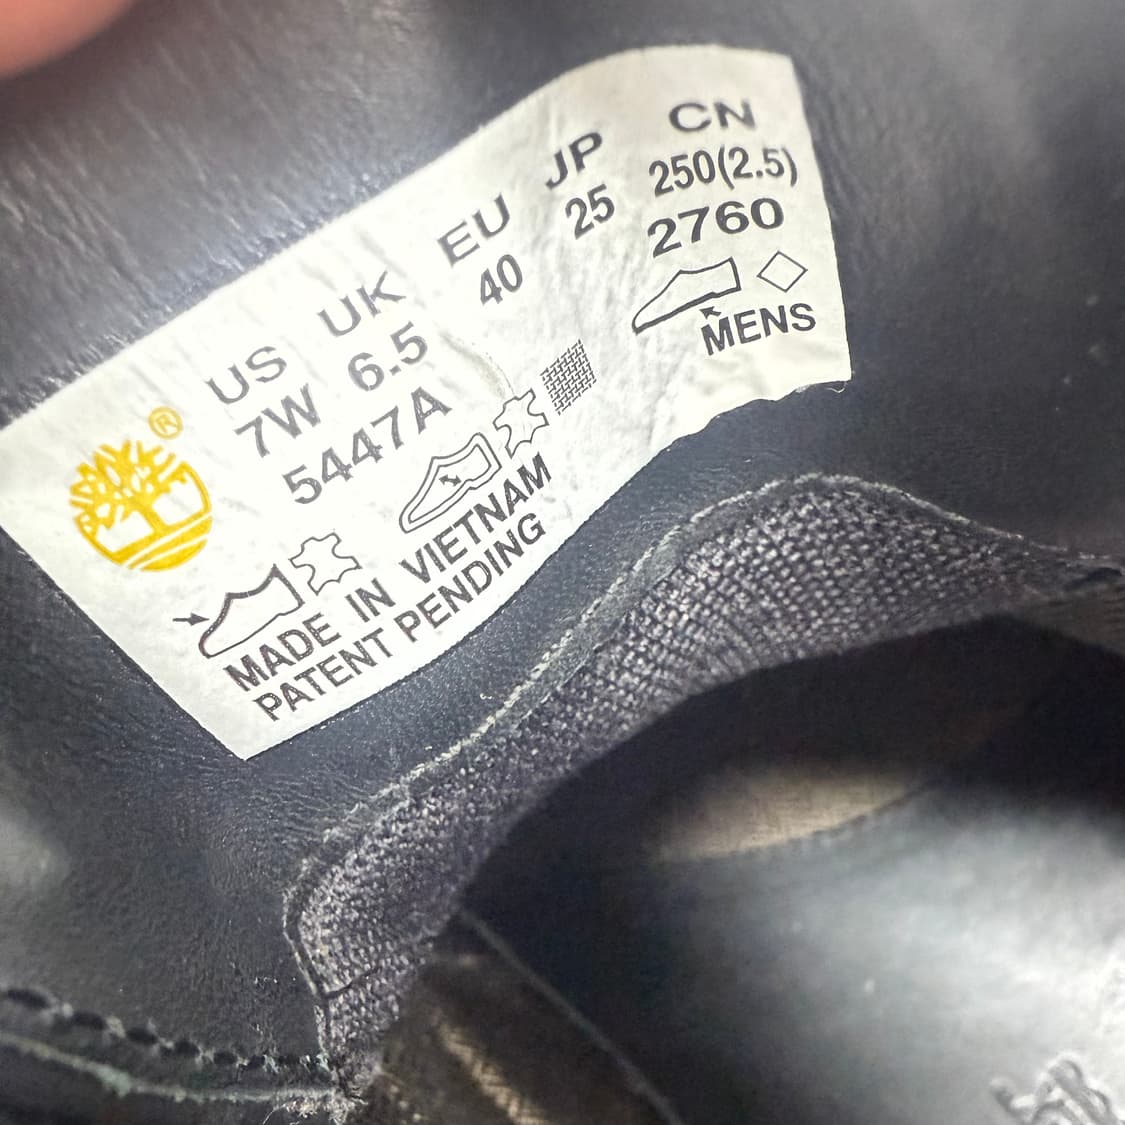 US UK EU JP CN
7W 6.5 40 25 250(2.5)
5447A 2760
MENS
MADE IN VIETNAM
PATENT PENDING
®